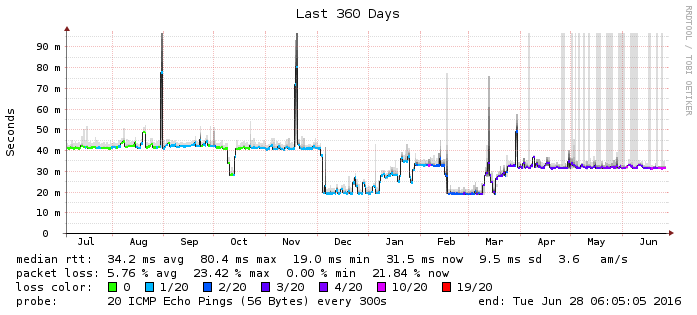 Last 360 Days
RRDTOOL / TOBI OETIKER
Seconds
90 m
80 m
70 m
60 m
50 m
40 m
30 m
20 m
10 m
0
Jul Aug Sep Oct Nov Dec Jan Feb Mar Apr May Jun
median rtt: 34.2 ms avg 80.4 ms max 19.0 ms min 31.5 ms now 9.5 ms sd 3.6 am/s
packet loss: 5.76 % avg 23.42 % max 0.00 % min 21.84 % now
loss color: 0 1/20 2/20 3/20 4/20 10/20 19/20
probe: 20 ICMP Echo Pings (56 Bytes) every 300s end: Tue Jun 28 06:05:05 2016